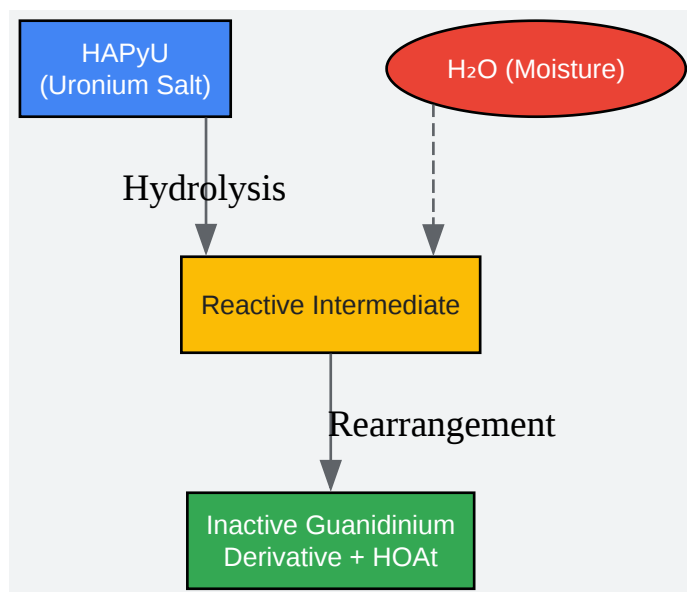 HAPyU
(Uronium Salt)
H₂O (Moisture)
Hydrolysis
Reactive Intermediate
Rearrangement
Inactive Guanidinium
Derivative + HOAt